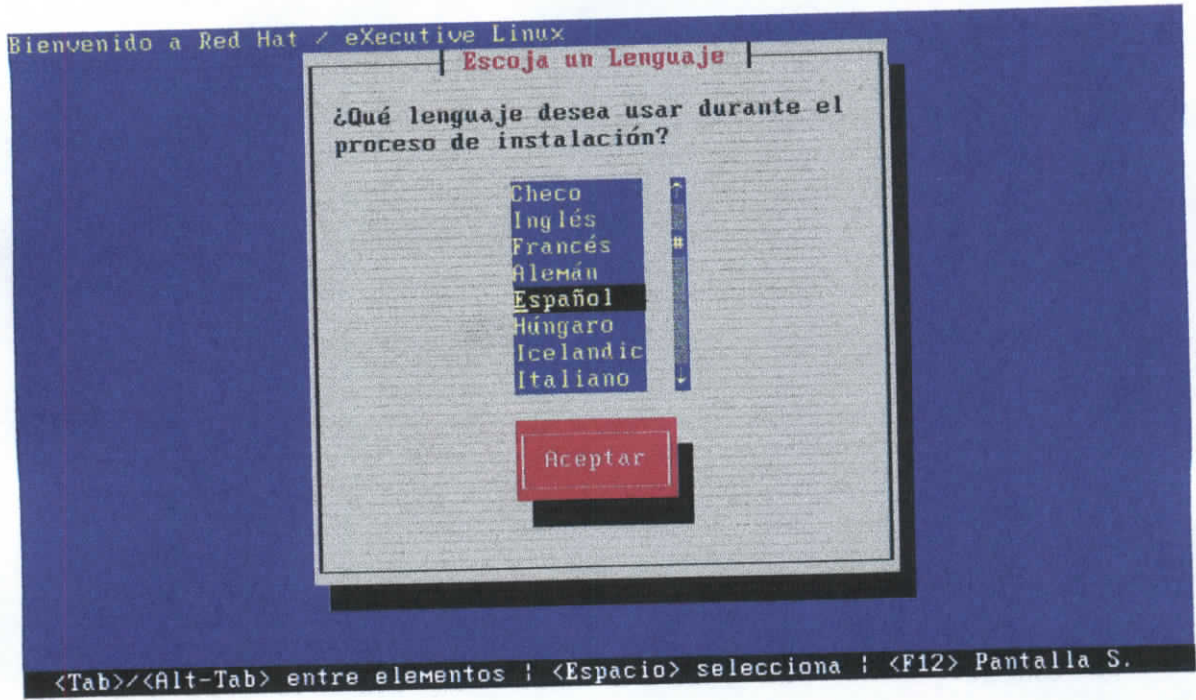 Bienvenido a Red Hat / eXecutive Linux
Escoja un Lenguaje
¿Qué lenguaje desea usar durante el
proceso de instalación?
Checo
Inglés
Francés
Alemán
Español
Húngaro
Icelandic
Italiano
Aceptar
<Tab>/<Alt-Tab> entre elementos ¦ <Espacio> selecciona ¦ <F12> Pantalla S.